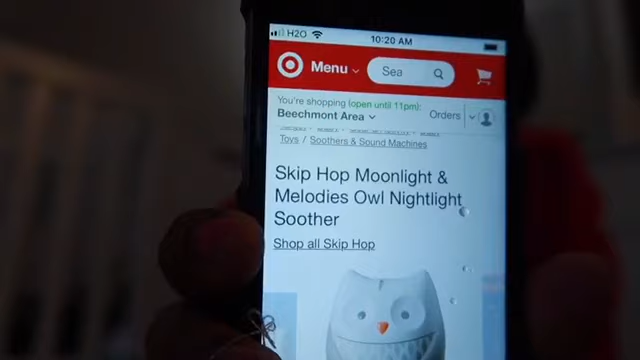 H2O
10:20 AM
Menu
Sea
You're shopping (open until 11pm):
Beechmont Area
Orders
Toys / Soothers & Sound Machines
Skip Hop Moonlight &
Melodies Owl Nightlight
Soother
Shop all Skip Hop